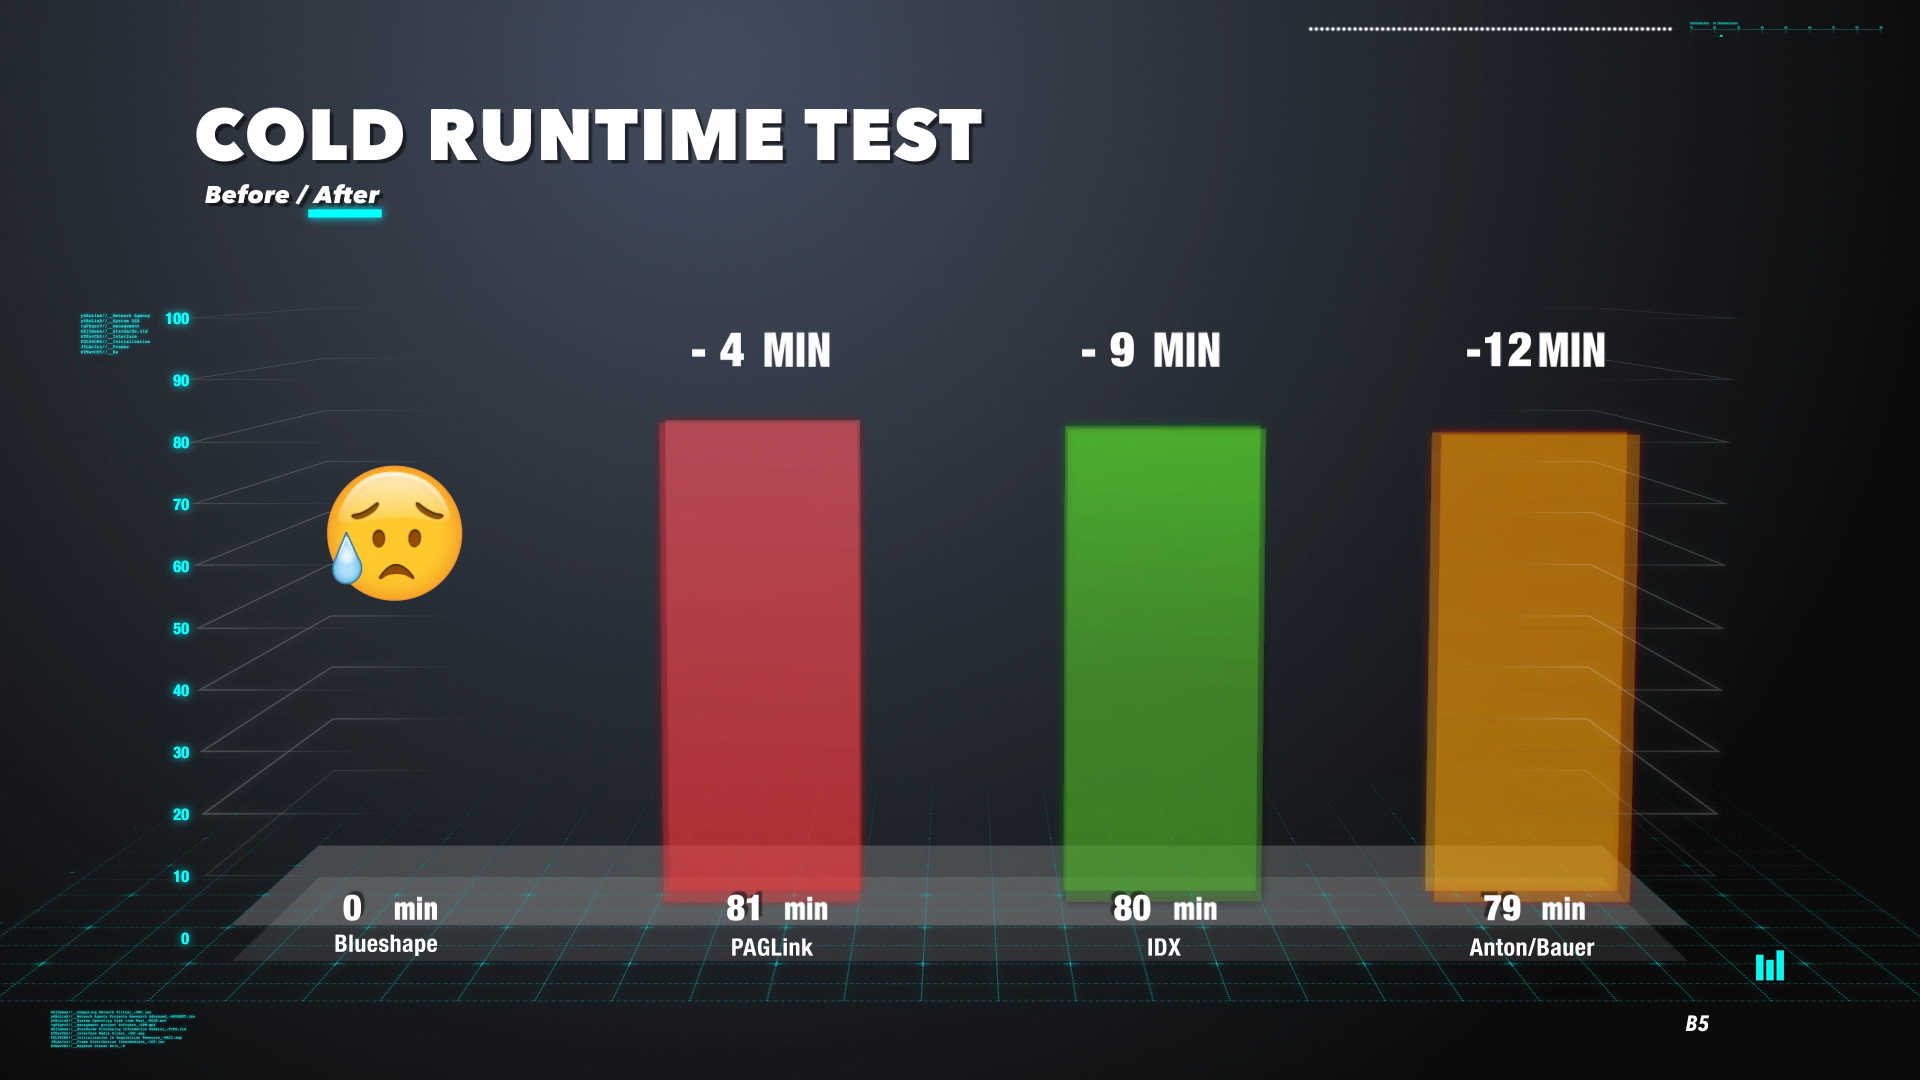 COLD RUNTIME TEST
Before / After
100
90
80
70
60
50
40
30
20
10
0
- 4 MIN
- 9 MIN
-12 MIN
0 min
81 min
80 min
79 min
Blueshape
PAGLink
IDX
Anton/Bauer
B5